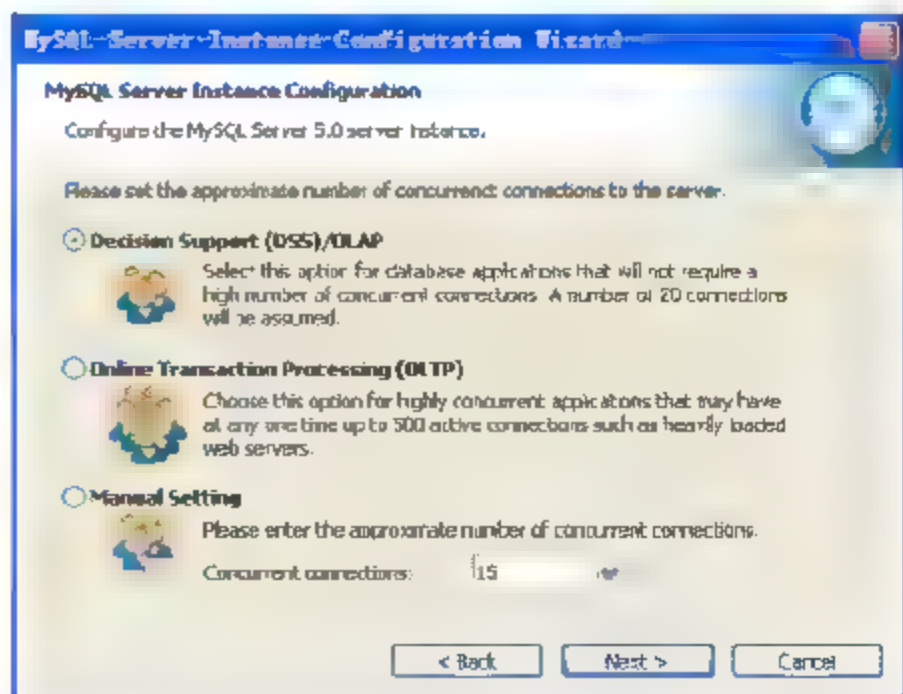 MySQL Server Instance Configuration Wizard
MySQL Server Instance Configuration
Configure the MySQL Server 5.0 server instance.
Please set the approximate number of concurrenct connections to the server.
Decision Support (DSS)/OLAP
Select this option for database applications that will not require a
high number of concurrent connections. A number of 20 connections
will be assumed.
Online Transaction Processing (OLTP)
Choose this option for highly concurrent applications that may have
at any one time up to 500 active connections such as heavily loaded
web servers.
Manual Setting
Please enter the approximate number of concurrent connections.
Concurrent connections: 15
< Back Next > Cancel